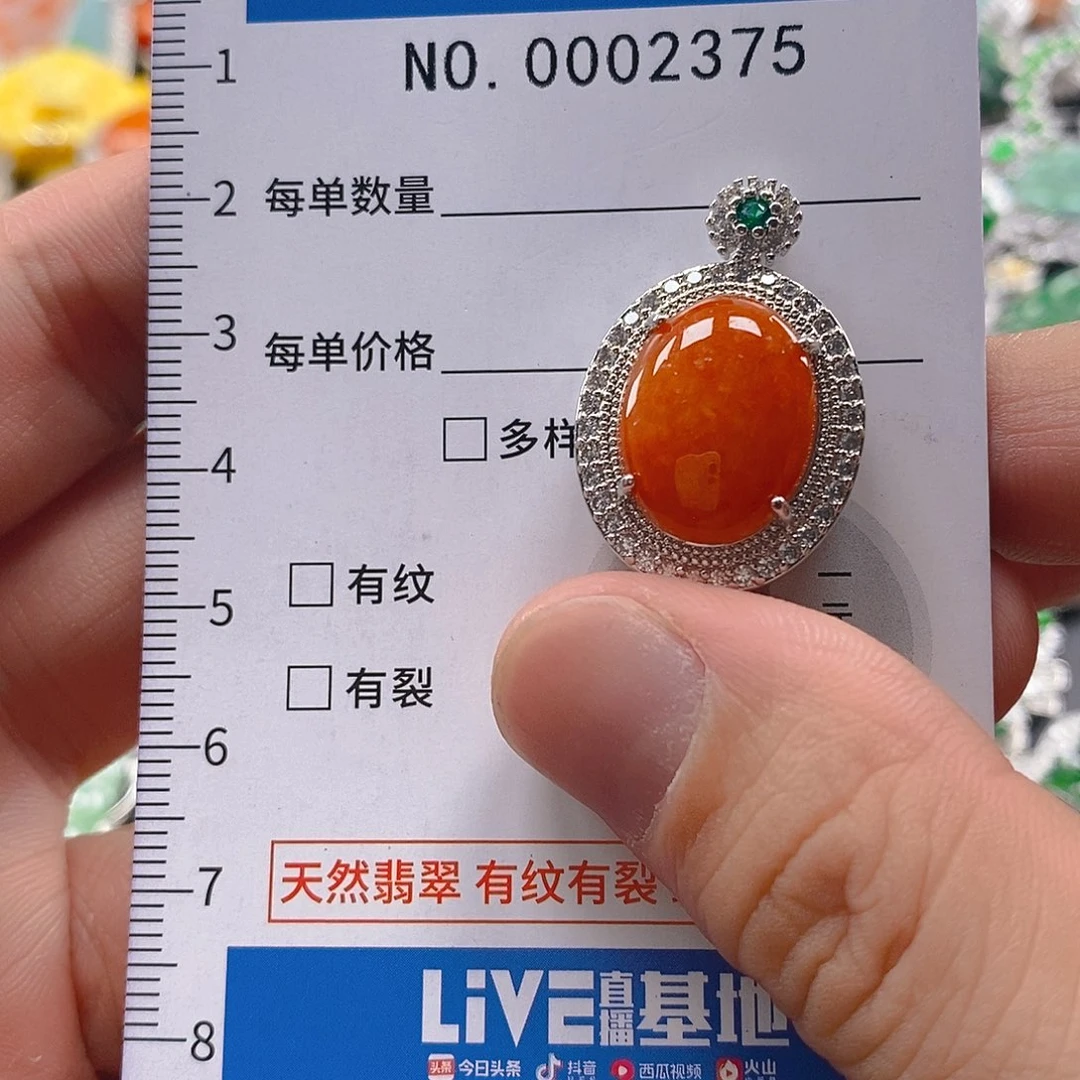 1
NO. 0002375
2
每单数量
3
每单价格
□ 多样
4
□ 有纹
5
□ 有裂
6
天然翡翠 有纹有裂
7
LiVE直播基地
8
头条 今日头条 抖音 西瓜视频 火山